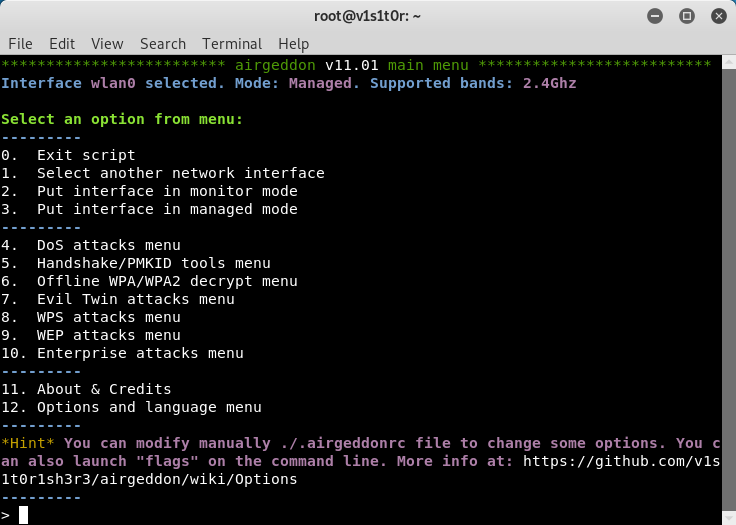 root@v1s1t0r: ~
File Edit View Search Terminal Help
************************* airgeddon v11.01 main menu **************************
Interface wlan0 selected. Mode: Managed. Supported bands: 2.4Ghz
Select an option from menu:
---------
0.  Exit script
1.  Select another network interface
2.  Put interface in monitor mode
3.  Put interface in managed mode
---------
4.  DoS attacks menu
5.  Handshake/PMKID tools menu
6.  Offline WPA/WPA2 decrypt menu
7.  Evil Twin attacks menu
8.  WPS attacks menu
9.  WEP attacks menu
10. Enterprise attacks menu
---------
11. About & Credits
12. Options and language menu
---------
*Hint* You can modify manually ./.airgeddonrc file to change some options. You c
an also launch "flags" on the command line. More info at: https://github.com/v1s
1t0r1sh3r3/airgeddon/wiki/Options
---------
>